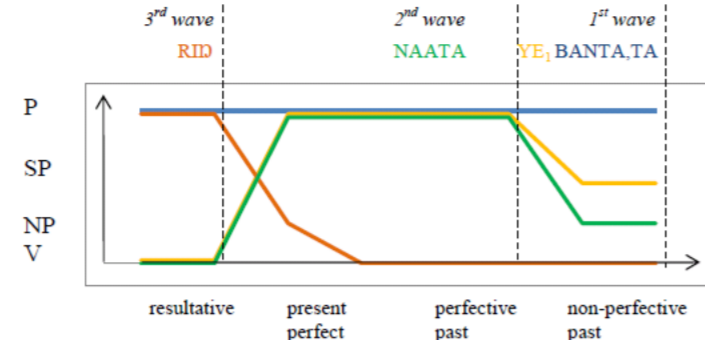 3rd wave 2nd wave 1st wave
RIŊ NAATA YE1 BANTA,TA
P
SP
NP
V
resultative present perfective non-perfective
perfect past past